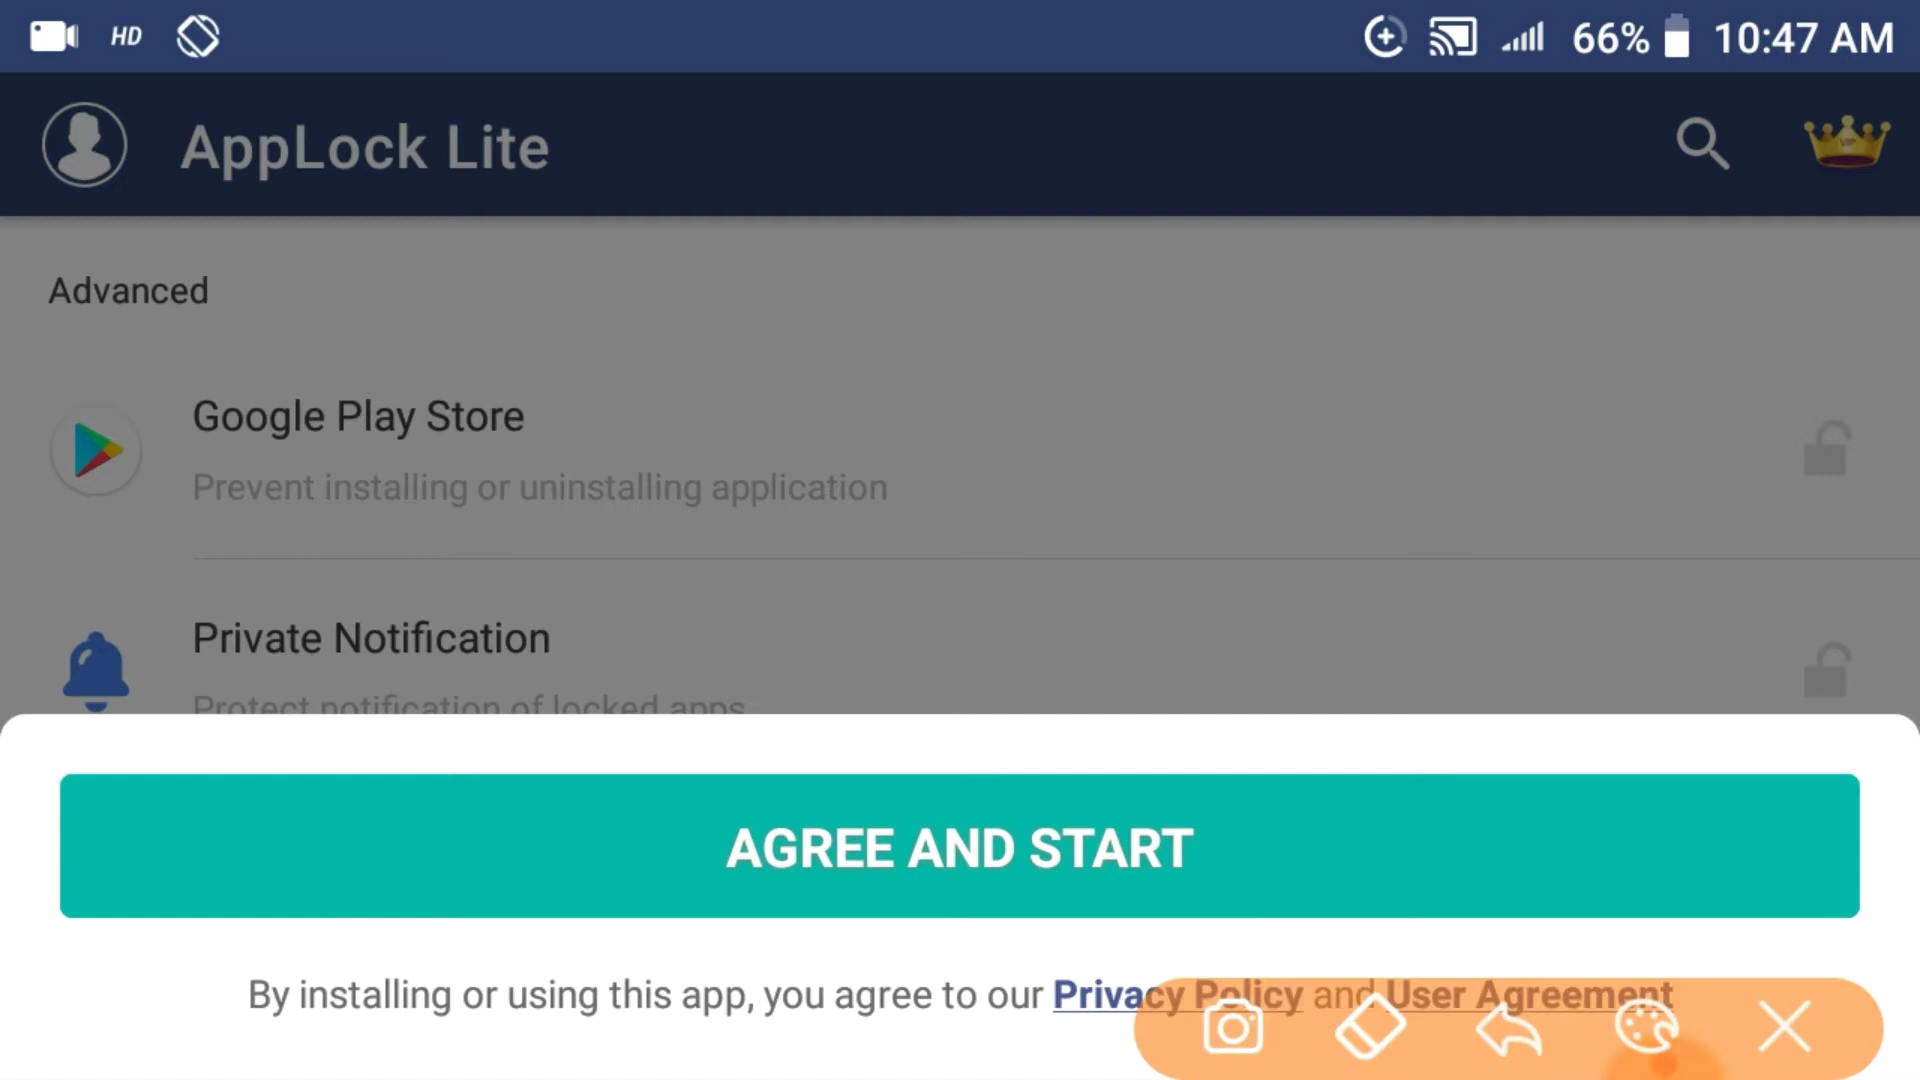 HD
66%
10:47 AM
AppLock Lite
VIP
Advanced
Google Play Store
Prevent installing or uninstalling application
Private Notification
Protect notification of locked apps
AGREE AND START
By installing or using this app, you agree to our Privacy Policy and User Agreement